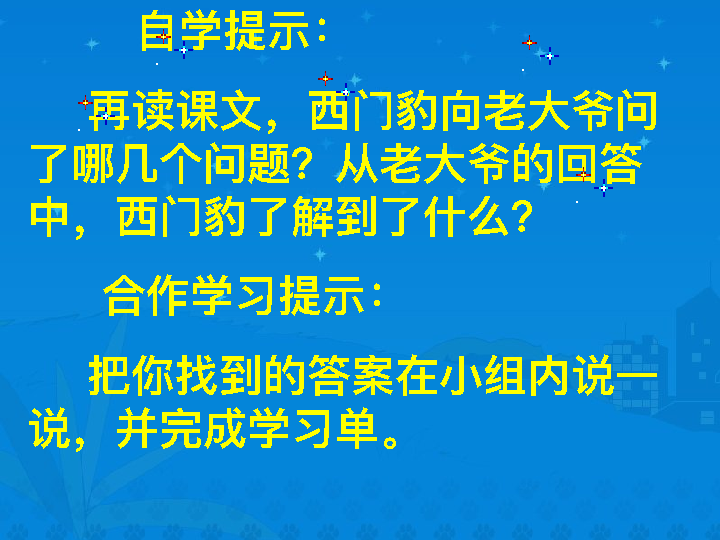 自学提示：
再读课文，西门豹向老大爷问
了哪几个问题？从老大爷的回答
中，西门豹了解到了什么？
合作学习提示：
把你找到的答案在小组内说一
说，并完成学习单。